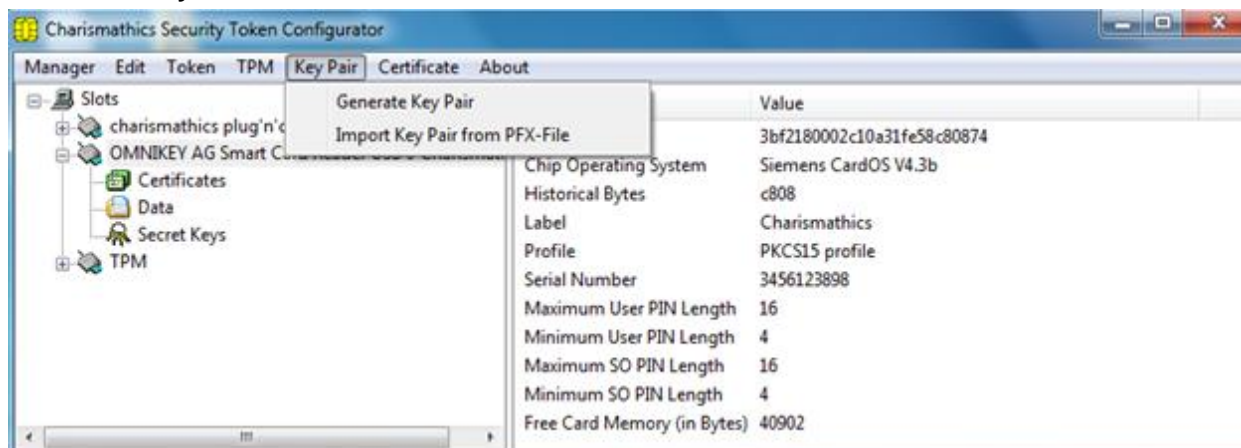 Charismathics Security Token Configurator
Manager Edit Token TPM Key Pair Certificate About
Slots
charismathics plug'n'c
OMNIKEY AG Smart
Certificates
Data
Secret Keys
TPM
Generate Key Pair
Import Key Pair from PFX-File
Value
3bf2180002c10a31fe58c80874
Chip Operating System Siemens CardOS V4.3b
Historical Bytes c808
Label Charismathics
Profile PKCS15 profile
Serial Number 3456123898
Maximum User PIN Length 16
Minimum User PIN Length 4
Maximum SO PIN Length 16
Minimum SO PIN Length 4
Free Card Memory (in Bytes) 40902